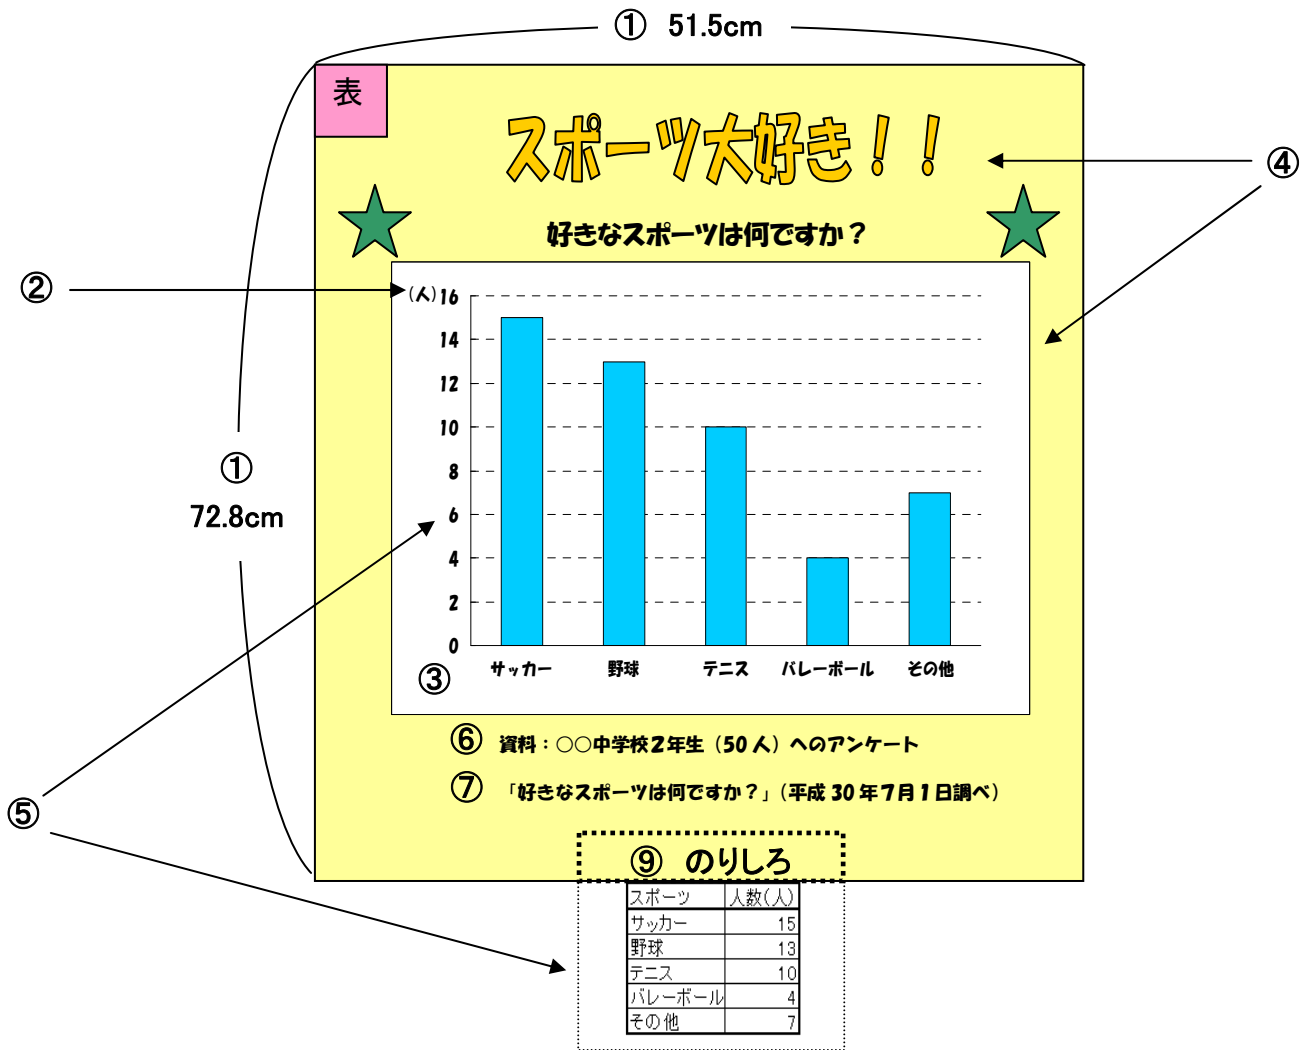 ① 51.5cm
表
スポーツ大好き！！
④
好きなスポーツは何ですか？
②
(人)
16
14
12
10
8
6
4
2
0
①
72.8cm
③
サッカー 野球 テニス バレーボール その他
⑥ 資料：○○中学校２年生（50人）へのアンケート
⑦ 「好きなスポーツは何ですか？」（平成30年７月１日調べ）
⑤
⑨ のりしろ
スポーツ 人数(人)
サッカー 15
野球 13
テニス 10
バレーボール 4
その他 7